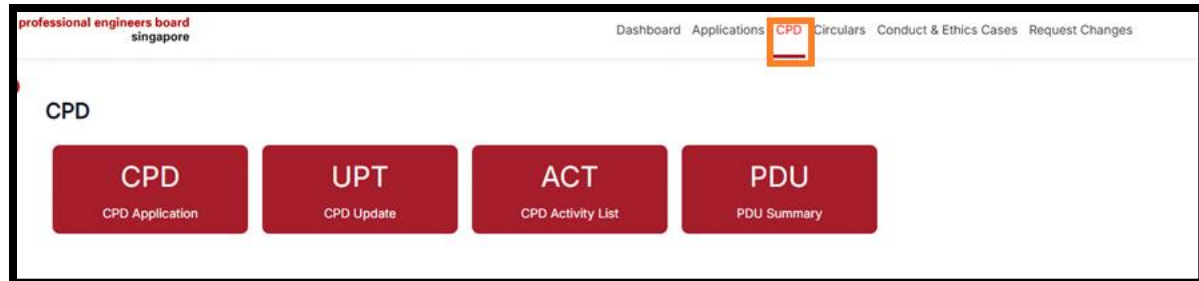 professional engineers board
singapore
Dashboard Applications CPD Circulars Conduct & Ethics Cases Request Changes
CPD
CPD UPT ACT PDU
CPD Application CPD Update CPD Activity List PDU Summary